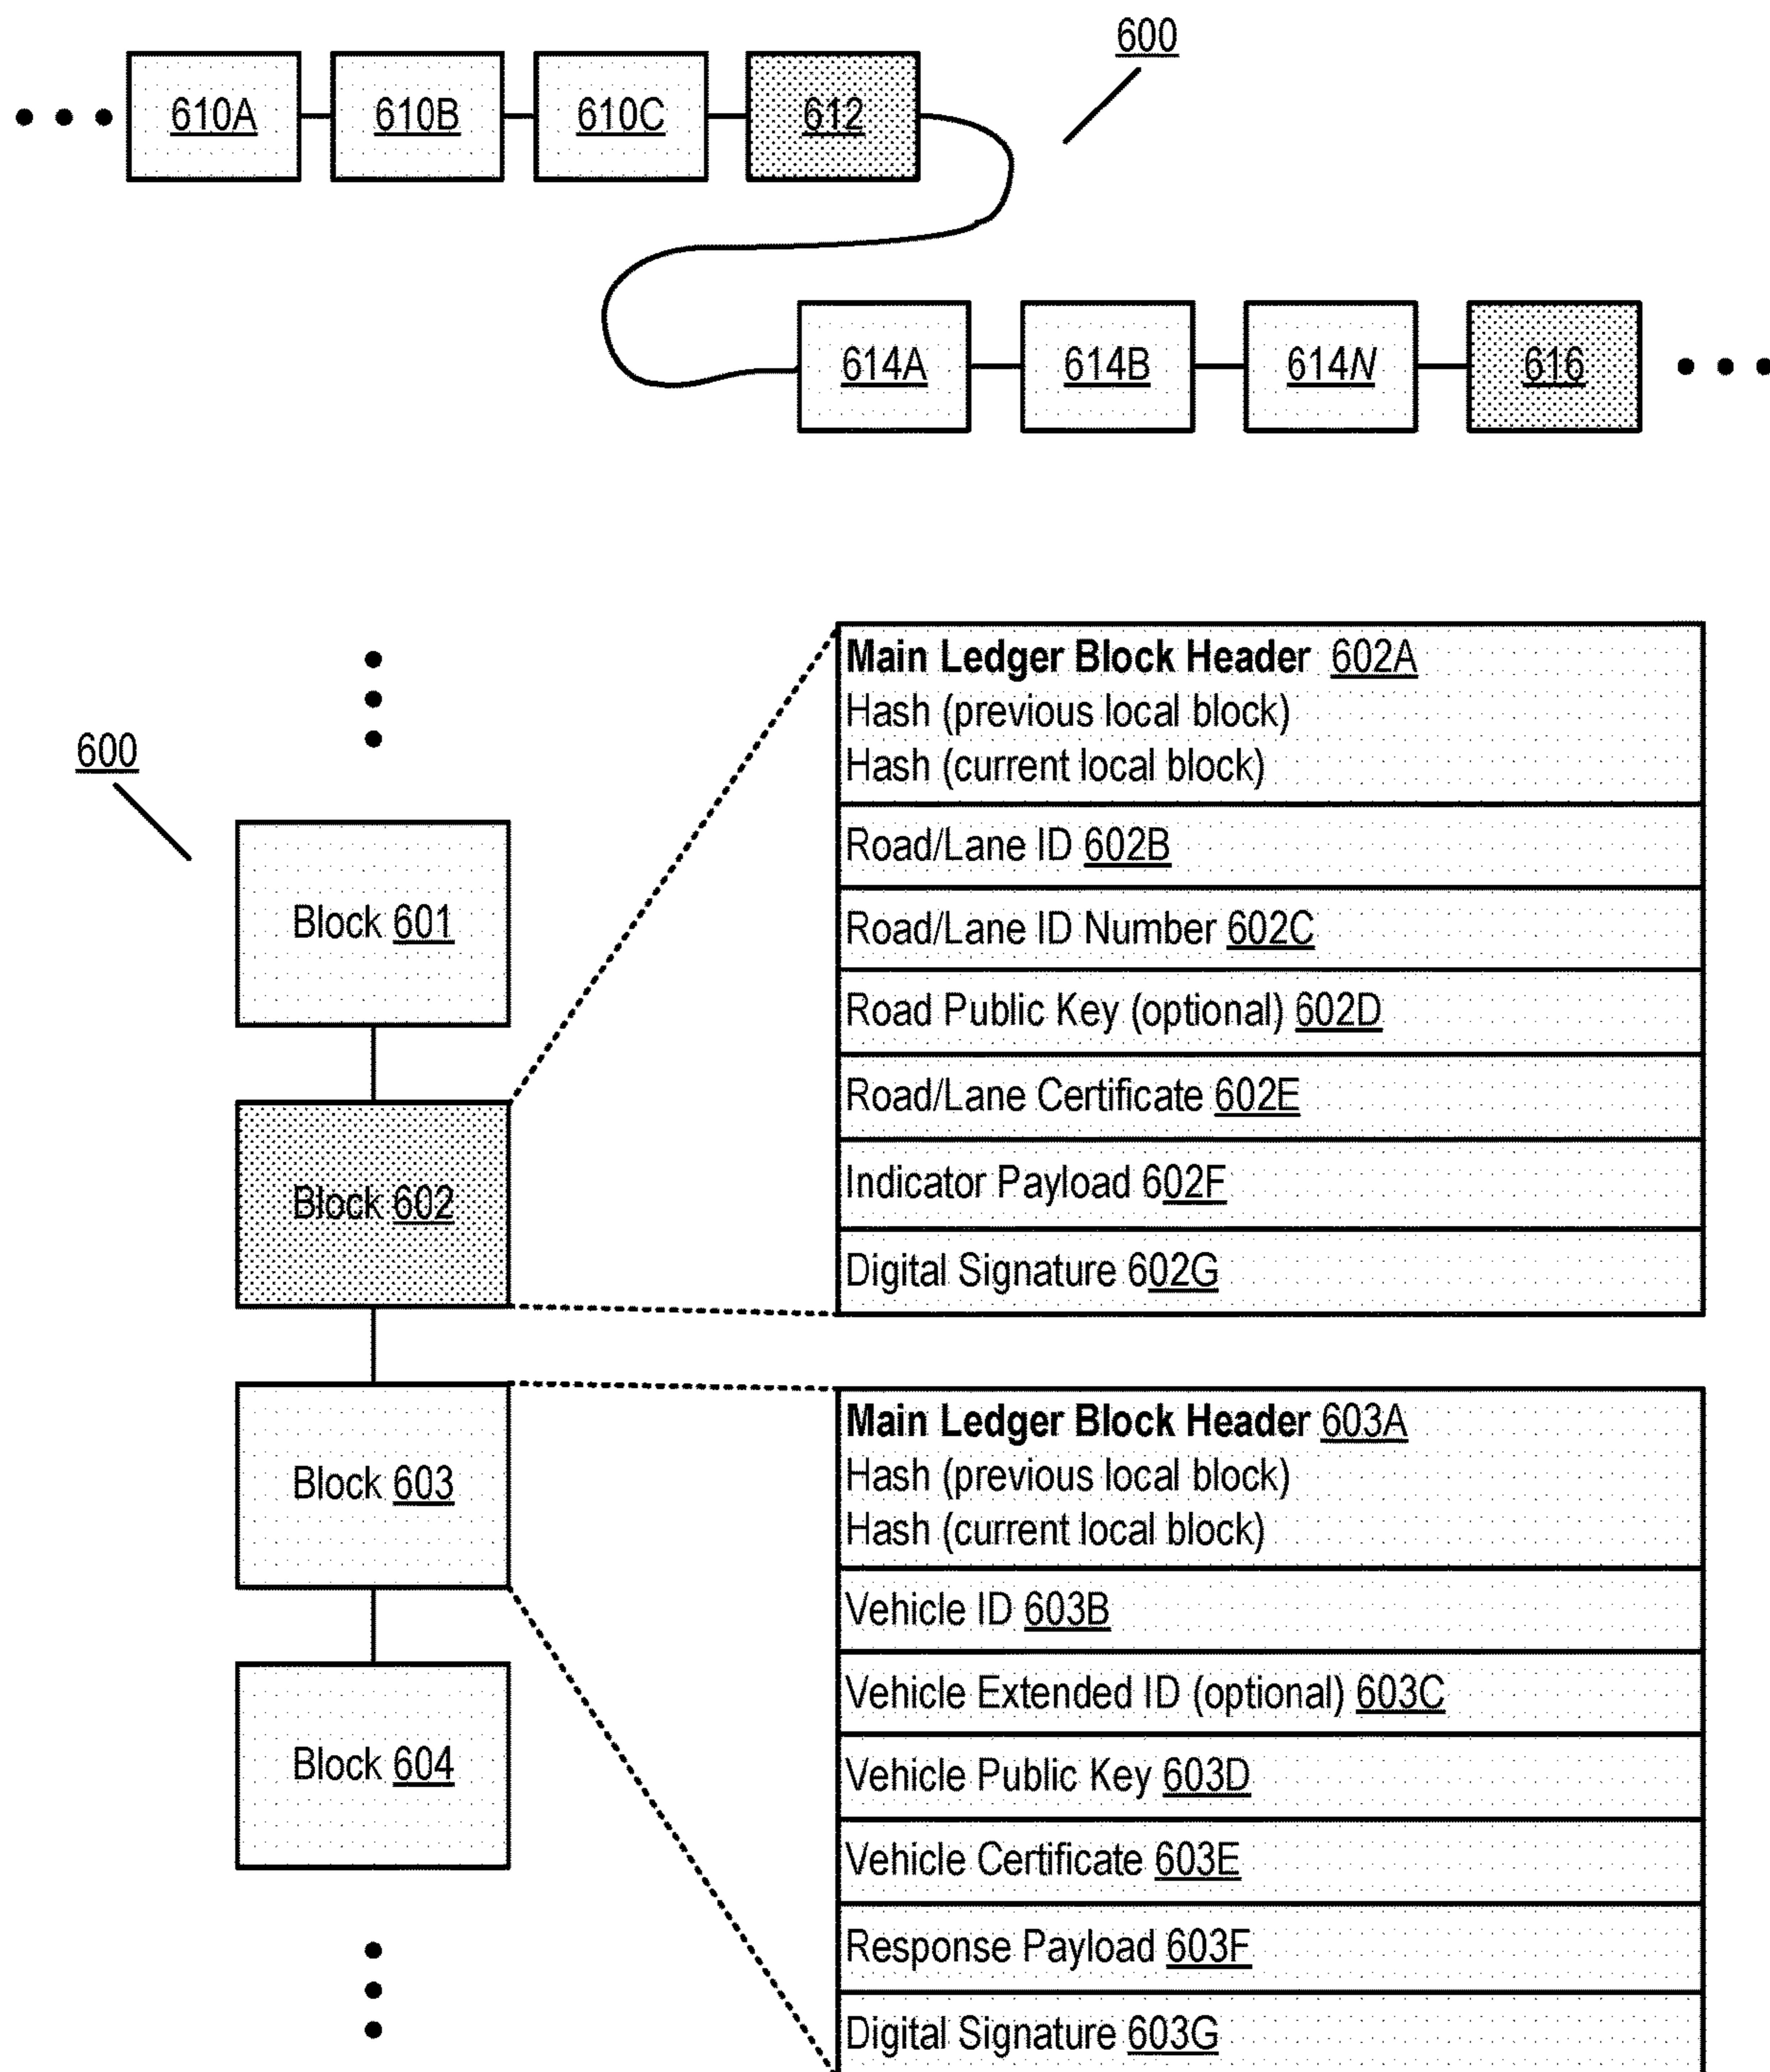 600
610A 610B 610C 612
614A 614B 614N 616
600
Block 601
Block 602
Block 603
Block 604
Main Ledger Block Header 602A
Hash (previous local block)
Hash (current local block)
Road/Lane ID 602B
Road/Lane ID Number 602C
Road Public Key (optional) 602D
Road/Lane Certificate 602E
Indicator Payload 602F
Digital Signature 602G
Main Ledger Block Header 603A
Hash (previous local block)
Hash (current local block)
Vehicle ID 603B
Vehicle Extended ID (optional) 603C
Vehicle Public Key 603D
Vehicle Certificate 603E
Response Payload 603F
Digital Signature 603G